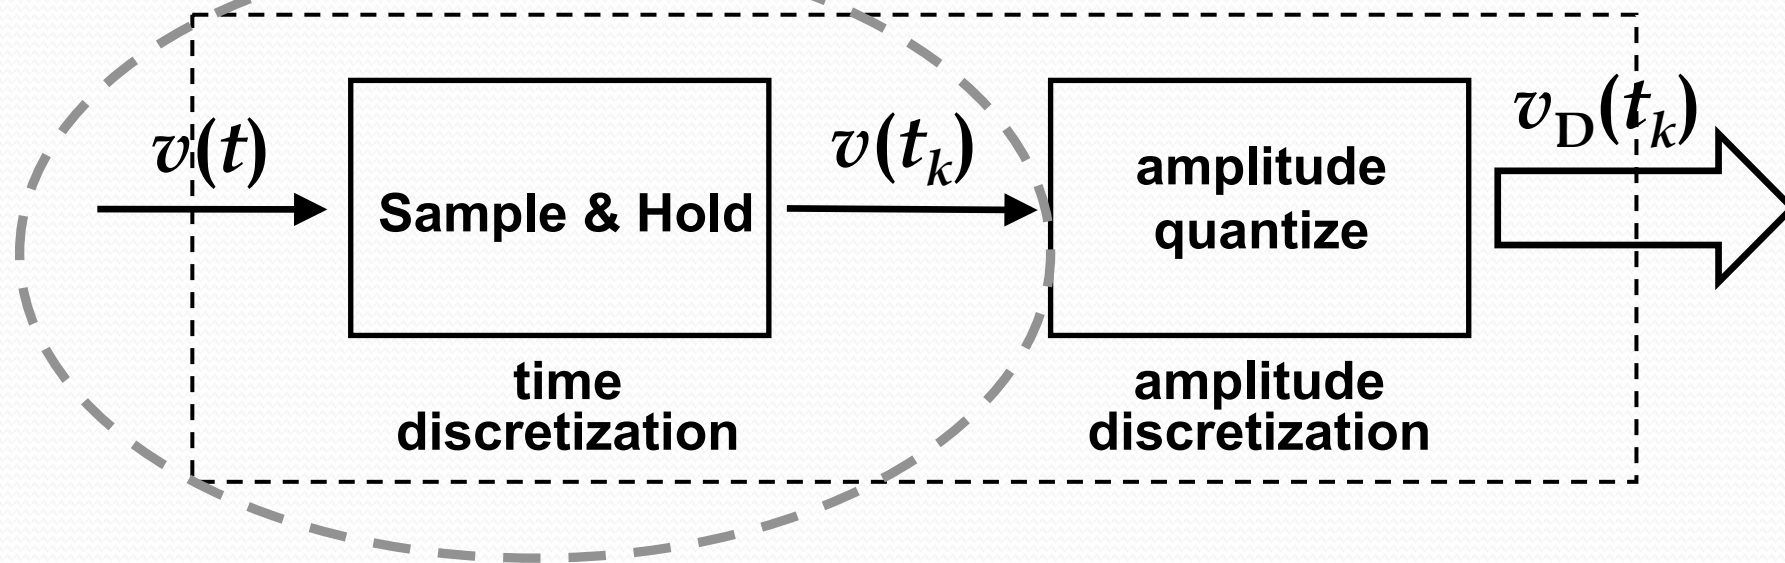 v(t)
Sample & Hold
time
discretization
v(t_k)
amplitude
quantize
amplitude
discretization
v_D(t_k)